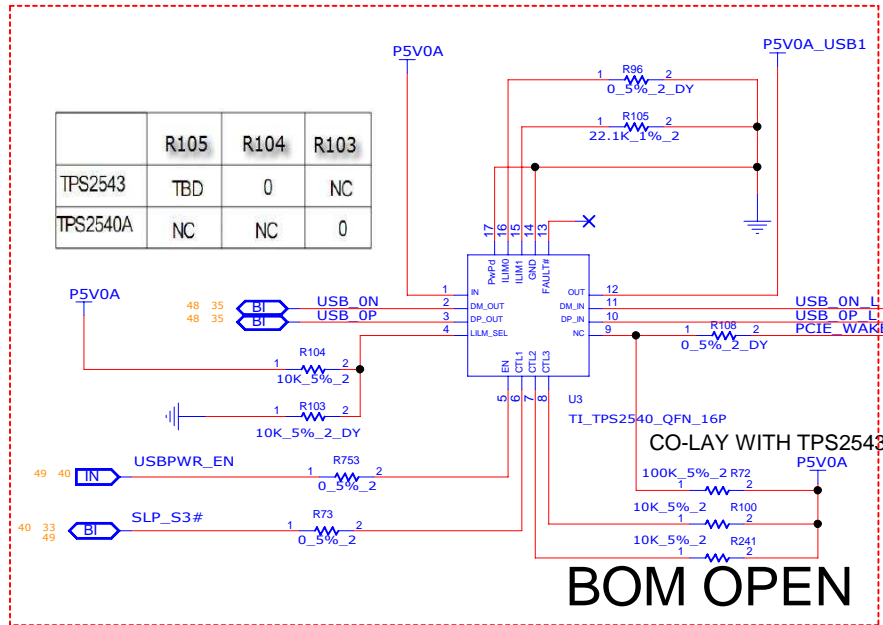 P5V0A
P5V0A_USB1
1 R96 2
0_5%_2_DY
1 R105 2
22.1K_1%_2
R105 R104 R103
TPS2543 TBD 0 NC
TPS2540A NC NC 0
17 16 15 14 13
PwPd ILIM0 ILIM1 GND FAULT#
P5V0A
1 IN OUT 12
48 35 BI USB_0N 2 DM_OUT DM_IN 11 USB_0N_L
48 35 BI USB_0P 3 DP_OUT DP_IN 10 USB_0P_L
4 LILM_SEL NC 9 1 R108 2 PCIE_WAKE
0_5%_2_DY
1 R104 2
10K_5%_2
EN CTL1 CTL2 CTL3
5 6 7 8
U3
TI_TPS2540_QFN_16P
1 R103 2
10K_5%_2_DY
CO-LAY WITH TPS2543
P5V0A
49 40 IN USBPWR_EN 1 R753 2
0_5%_2
100K_5%_2 R72
1 2
40 33 BI SLP_S3# 1 R73 2
49
0_5%_2
10K_5%_2 R100
1 2
10K_5%_2 R241
1 2
BOM OPEN